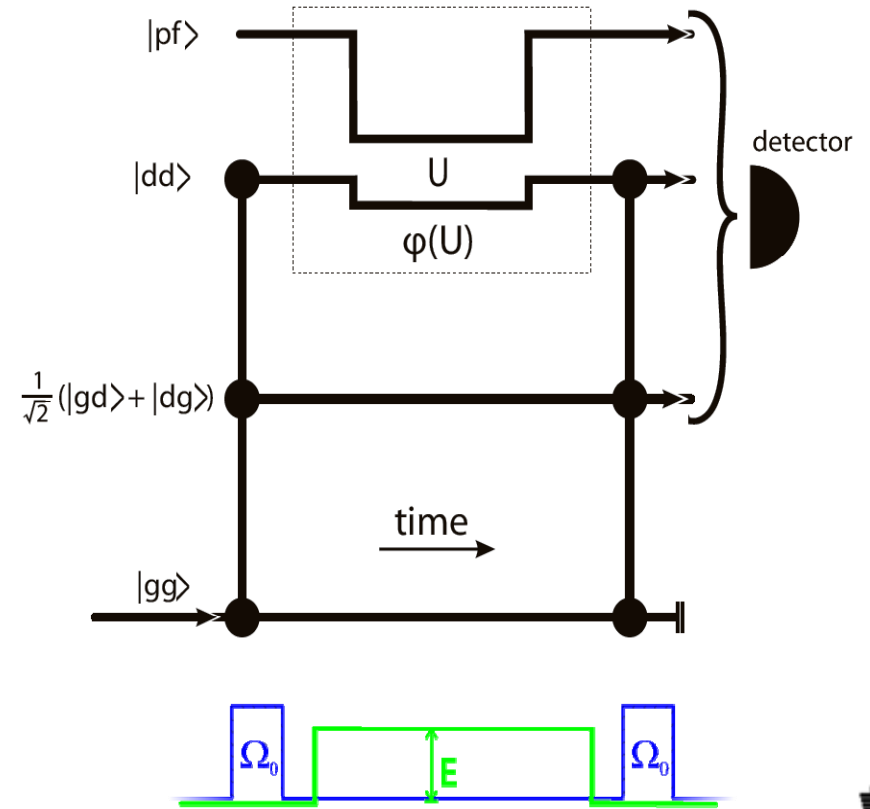 |pf>
detector
|dd>
U
φ(U)
1/√2 (|gd>+|dg>)
time
|gg>
Ω₀
E
Ω₀